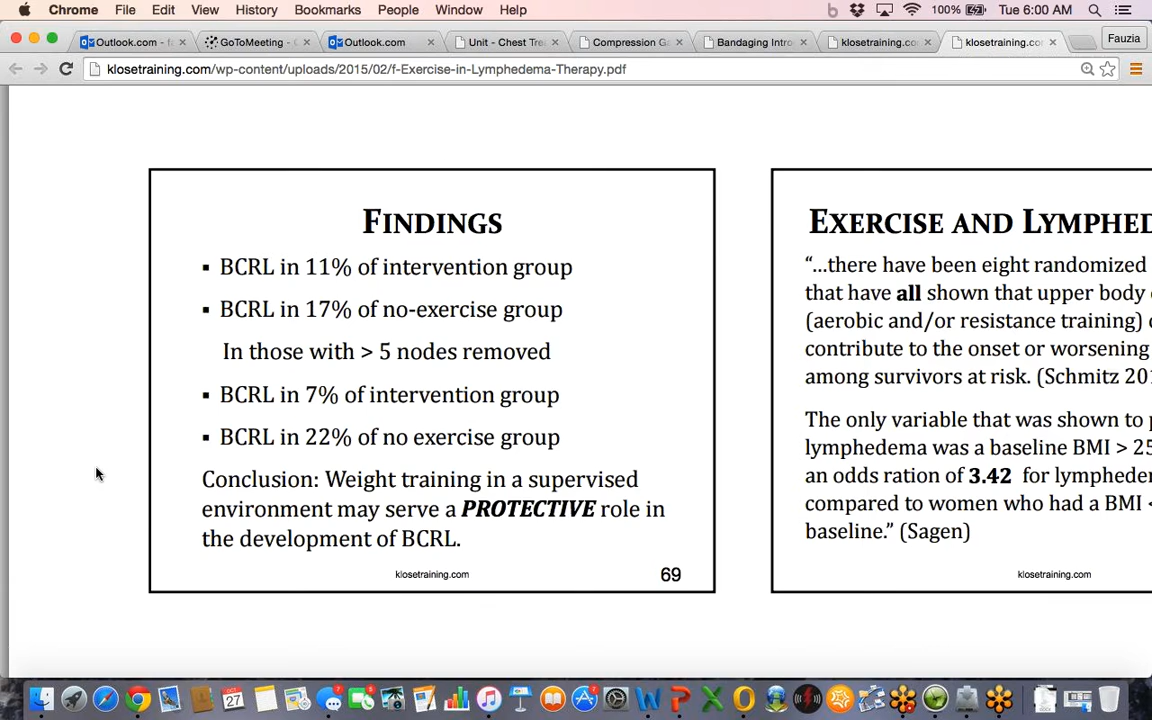 Chrome File Edit View History Bookmarks People Window Help 100% Tue 6:00 AM
Outlook.com - GoToMeeting - Outlook.com Unit - Chest Tre Compression Ga Bandaging Intro klosetraining.co klosetraining.co Fauzia
klosetraining.com/wp-content/uploads/2015/02/f-Exercise-in-Lymphedema-Therapy.pdf
FINDINGS
▪ BCRL in 11% of intervention group
▪ BCRL in 17% of no-exercise group
In those with > 5 nodes removed
▪ BCRL in 7% of intervention group
▪ BCRL in 22% of no exercise group
Conclusion: Weight training in a supervised
environment may serve a PROTECTIVE role in
the development of BCRL.
klosetraining.com 69
EXERCISE AND LYMPHED
“...there have been eight randomized
that have all shown that upper body
(aerobic and/or resistance training)
contribute to the onset or worsening
among survivors at risk. (Schmitz 201
The only variable that was shown to
lymphedema was a baseline BMI > 25
an odds ration of 3.42 for lymphede
compared to women who had a BMI <
baseline.” (Sagen)
klosetraining.com
OCT
27